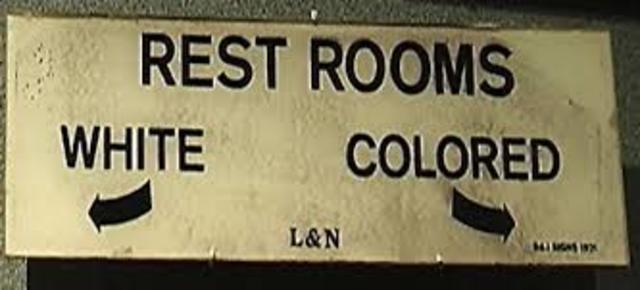 REST ROOMS
WHITE COLORED
L&N